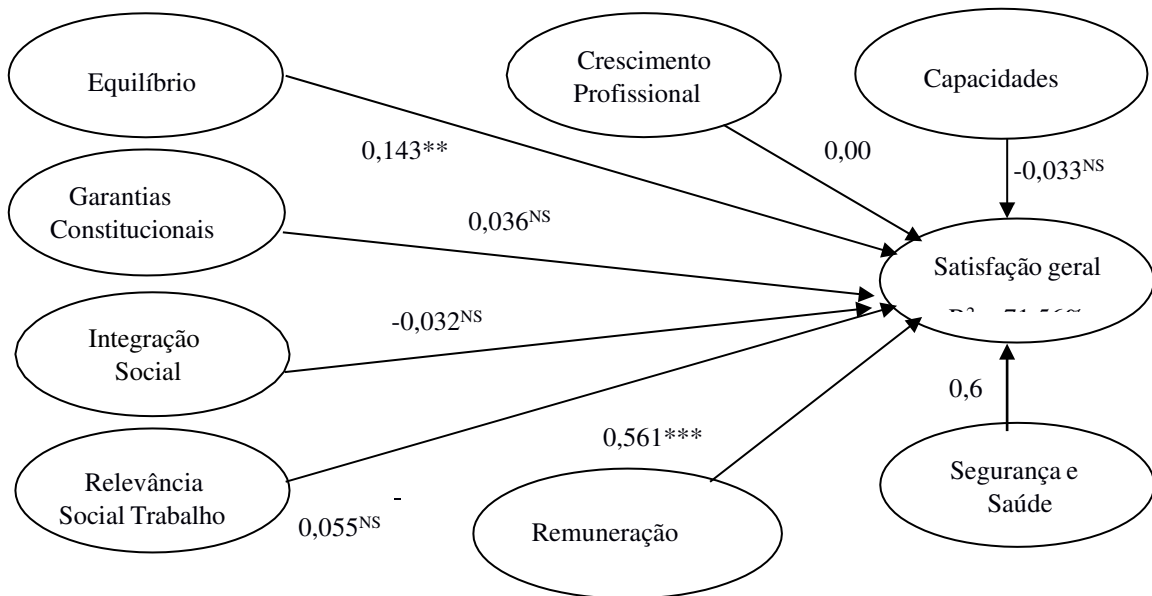 Equilíbrio
Crescimento
Profissional
Capacidades
0,143**
0,00
-0,033NS
Garantias
Constitucionais
0,036NS
Satisfação geral
Integração
Social
-0,032NS
0,6
0,561***
Relevância
Social Trabalho
-
0,055NS
Remuneração
Segurança e
Saúde